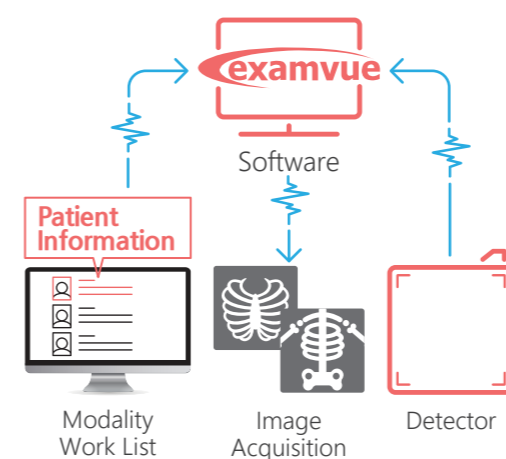 examvue
Software
Patient
Information
Modality
Work List
Image
Acquisition
Detector